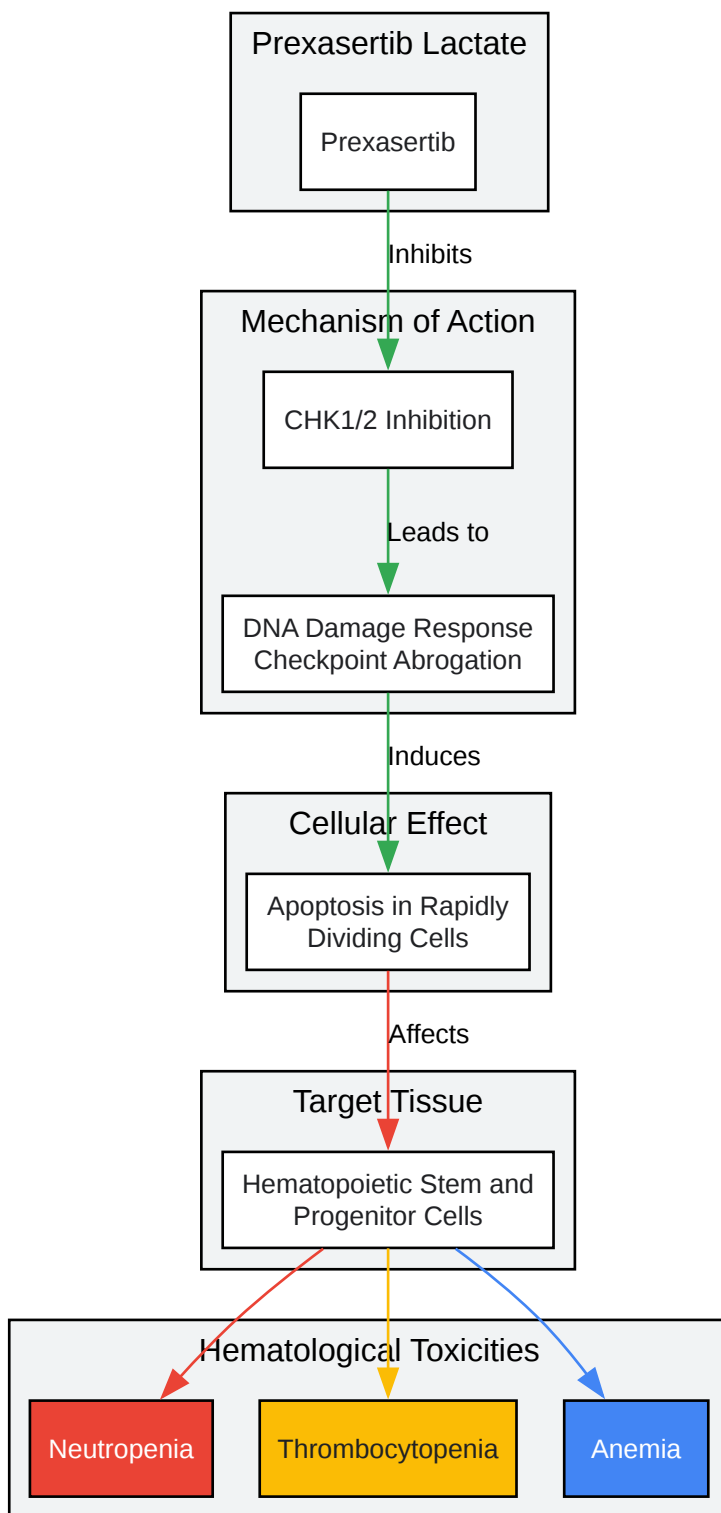 Prexasertib Lactate
Prexasertib
Inhibits
Mechanism of Action
CHK1/2 Inhibition
Leads to
DNA Damage Response
Checkpoint Abrogation
Induces
Cellular Effect
Apoptosis in Rapidly
Dividing Cells
Affects
Target Tissue
Hematopoietic Stem and
Progenitor Cells
Hematological Toxicities
Neutropenia
Thrombocytopenia
Anemia